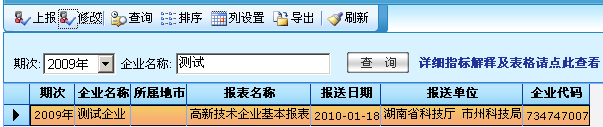 上报 修改 查询 排序 列设置 导出 刷新
期次: 2009年 企业名称: 测试 查 询 详细指标解释及表格请点此查看
期次 企业名称 所属地市 报表名称 报送日期 报送单位 企业代码
2009年 测试企业 高新技术企业基本报表 2010-01-18 湖南省科技厅 市州科技局 734747007